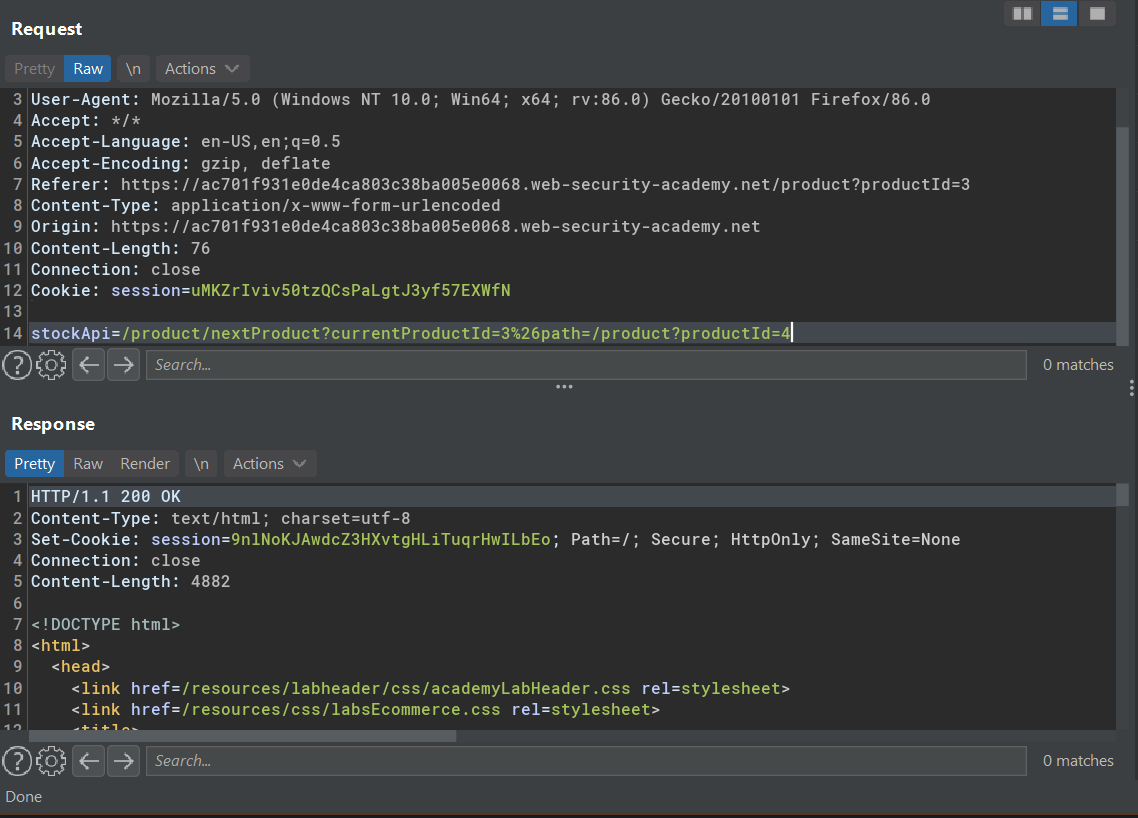 Request
Pretty Raw \n Actions
3 User-Agent: Mozilla/5.0 (Windows NT 10.0; Win64; x64; rv:86.0) Gecko/20100101 Firefox/86.0
4 Accept: */*
5 Accept-Language: en-US,en;q=0.5
6 Accept-Encoding: gzip, deflate
7 Referer: https://ac701f931e0de4ca803c38ba005e0068.web-security-academy.net/product?productId=3
8 Content-Type: application/x-www-form-urlencoded
9 Origin: https://ac701f931e0de4ca803c38ba005e0068.web-security-academy.net
10 Content-Length: 76
11 Connection: close
12 Cookie: session=uMKZrIviv50tzQCsPaLgtJ3yf57EXWfN
13
14 stockApi=/product/nextProduct?currentProductId=3%26path=/product?productId=4
? Search... 0 matches
Response
Pretty Raw Render \n Actions
1 HTTP/1.1 200 OK
2 Content-Type: text/html; charset=utf-8
3 Set-Cookie: session=9nlNoKJAwdcZ3HXvtgHLiTuqrHwILbEo; Path=/; Secure; HttpOnly; SameSite=None
4 Connection: close
5 Content-Length: 4882
6
7 <!DOCTYPE html>
8 <html>
9 <head>
10 <link href=/resources/labheader/css/academyLabHeader.css rel=stylesheet>
11 <link href=/resources/css/labsEcommerce.css rel=stylesheet>
12 <title>
? Search... 0 matches
Done